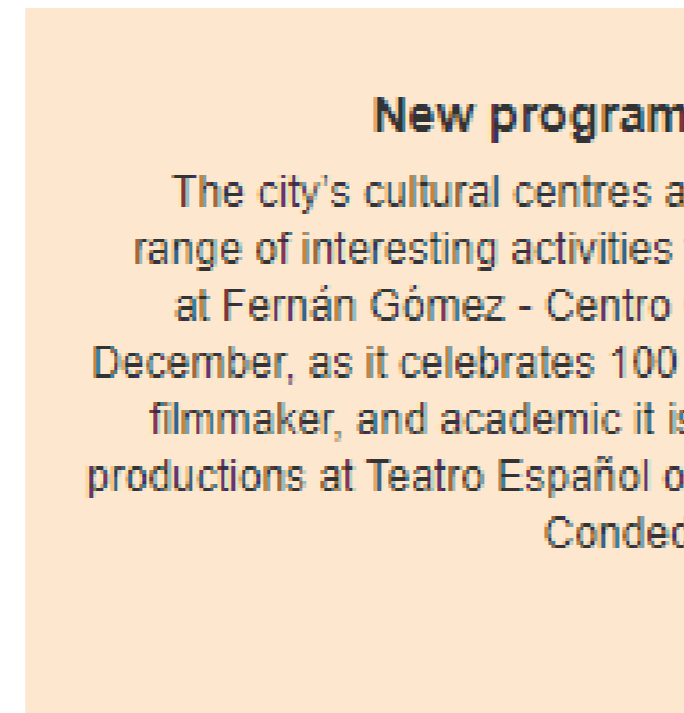 New program
The city's cultural centres a
range of interesting activities
at Fernán Gómez - Centro
December, as it celebrates 100
filmmaker, and academic it is
productions at Teatro Español o
Conded